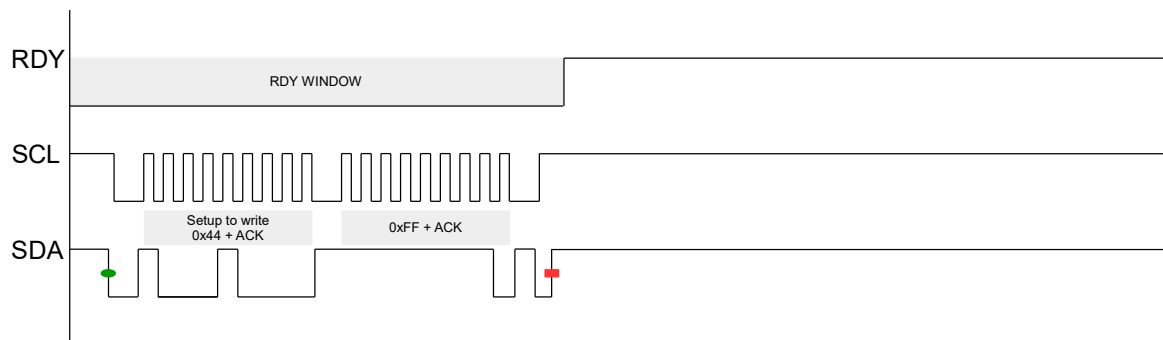 RDY
RDY WINDOW
SCL
Setup to write
0x44 + ACK
0xFF + ACK
SDA